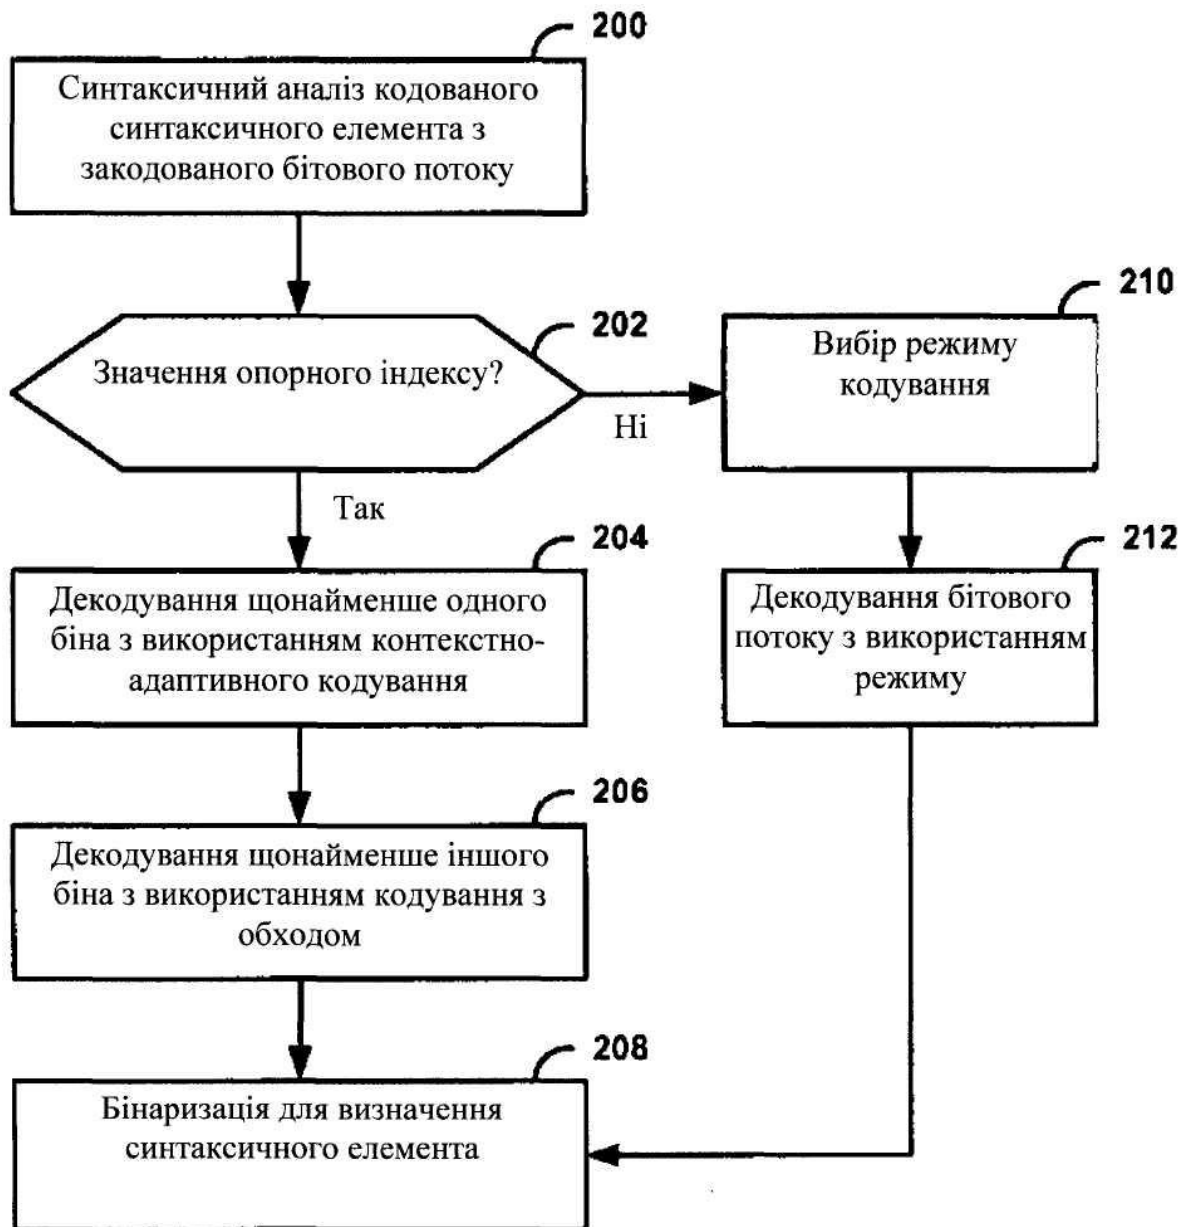 200
Синтаксичний аналіз кодованого
синтаксичного елемента з
закодованого бітового потоку
202
Значення опорного індексу?
Ні
Так
210
Вибір режиму
кодування
204
Декодування щонайменше одного
біна з використанням контекстно-
адаптивного кодування
212
Декодування бітового
потоку з використанням
режиму
206
Декодування щонайменше іншого
біна з використанням кодування з
обходом
208
Бінаризація для визначення
синтаксичного елемента